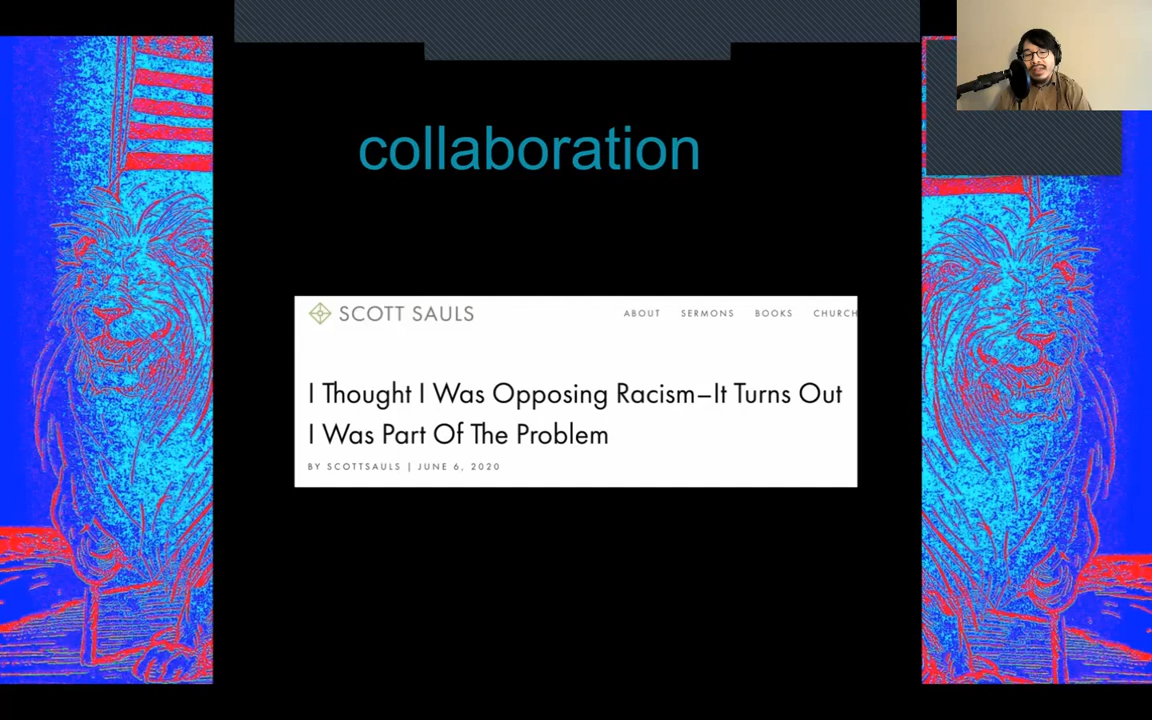 collaboration
SCOTT SAULS
ABOUT SERMONS BOOKS CHURCH
I Thought I Was Opposing Racism–It Turns Out
I Was Part Of The Problem
BY SCOTTSAULS | JUNE 6, 2020